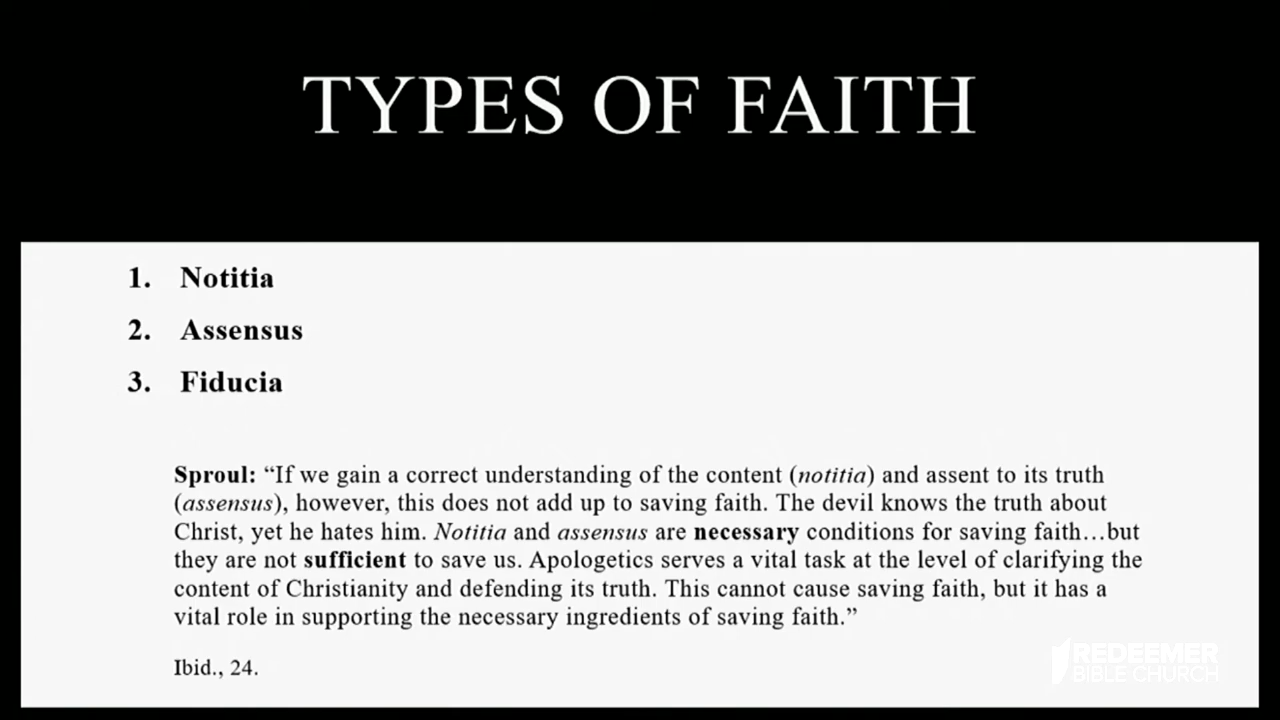 TYPES OF FAITH
1. Notitia
2. Assensus
3. Fiducia
Sproul: “If we gain a correct understanding of the content (notitia) and assent to its truth
(assensus), however, this does not add up to saving faith. The devil knows the truth about
Christ, yet he hates him. Notitia and assensus are necessary conditions for saving faith…but
they are not sufficient to save us. Apologetics serves a vital task at the level of clarifying the
content of Christianity and defending its truth. This cannot cause saving faith, but it has a
vital role in supporting the necessary ingredients of saving faith.”
Ibid., 24.
REDEEMER
BIBLE CHURCH